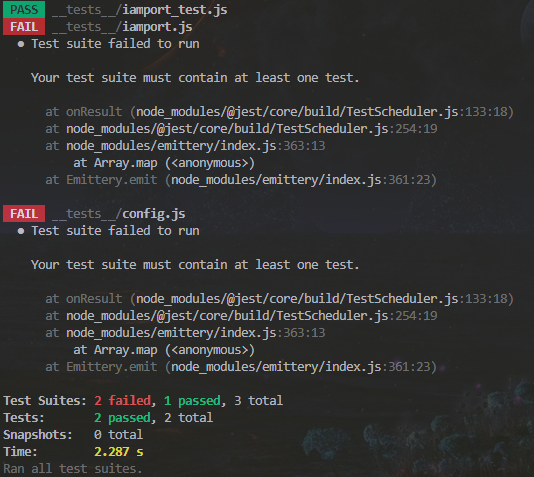 PASS __tests__/iamport_test.js
FAIL __tests__/iamport.js
● Test suite failed to run
Your test suite must contain at least one test.
at onResult (node_modules/@jest/core/build/TestScheduler.js:133:18)
at node_modules/@jest/core/build/TestScheduler.js:254:19
at node_modules/emittery/index.js:363:13
at Array.map (<anonymous>)
at Emittery.emit (node_modules/emittery/index.js:361:23)
FAIL __tests__/config.js
● Test suite failed to run
Your test suite must contain at least one test.
at onResult (node_modules/@jest/core/build/TestScheduler.js:133:18)
at node_modules/@jest/core/build/TestScheduler.js:254:19
at node_modules/emittery/index.js:363:13
at Array.map (<anonymous>)
at Emittery.emit (node_modules/emittery/index.js:361:23)
Test Suites: 2 failed, 1 passed, 3 total
Tests: 2 passed, 2 total
Snapshots: 0 total
Time: 2.287 s
Ran all test suites.